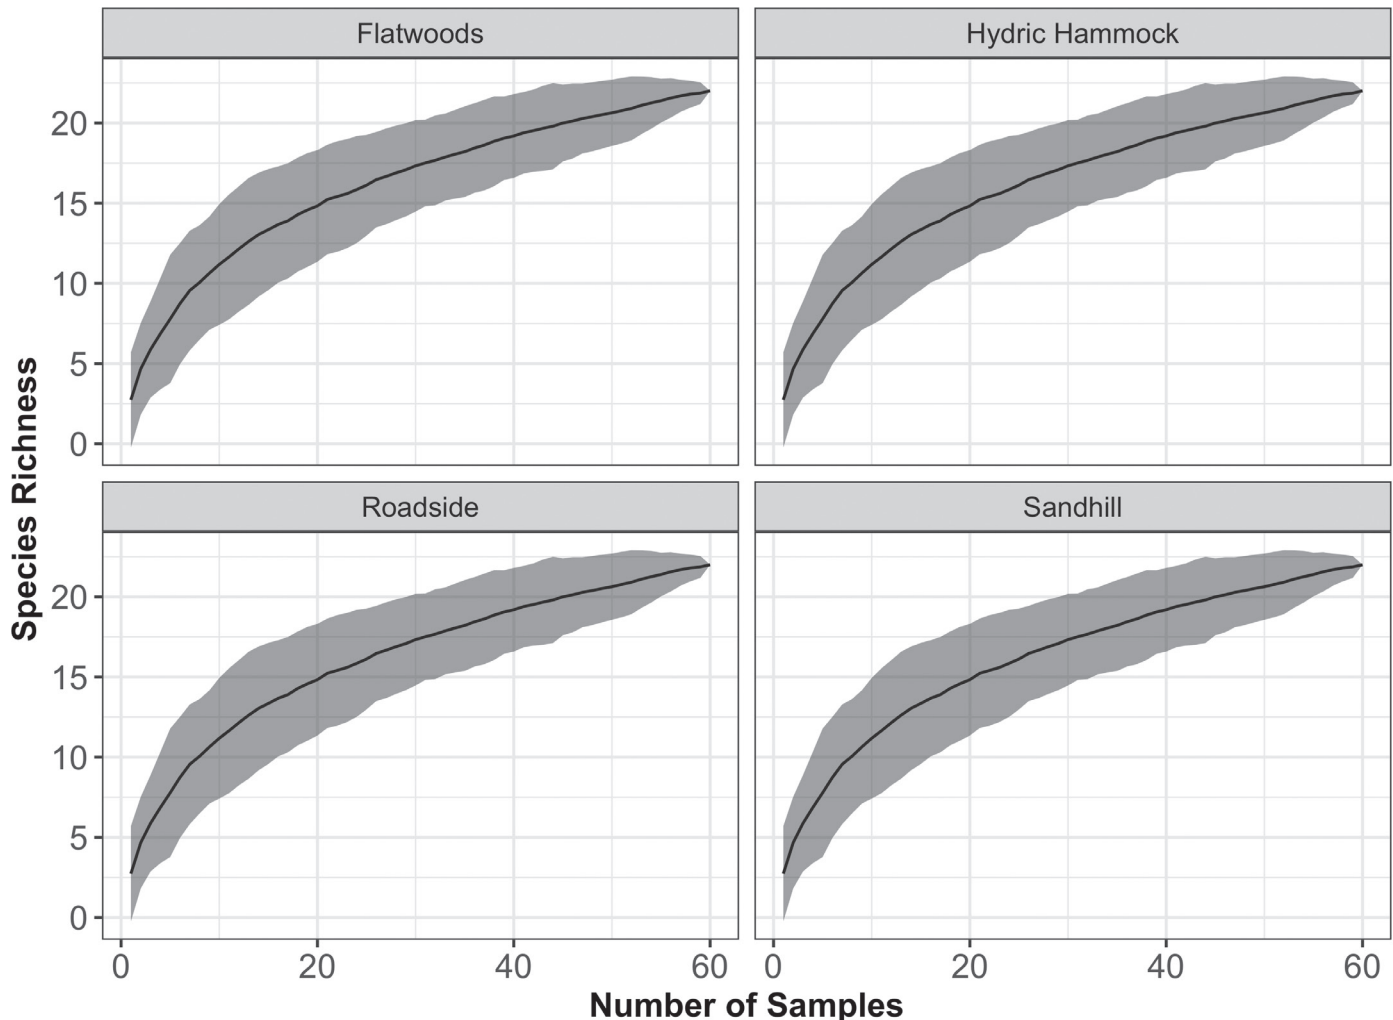 Flatwoods
Hydric Hammock
20
15
10
5
0
Species Richness
Roadside
Sandhill
20
15
10
5
0
0 20 40 60 0 20 40 60
Number of Samples